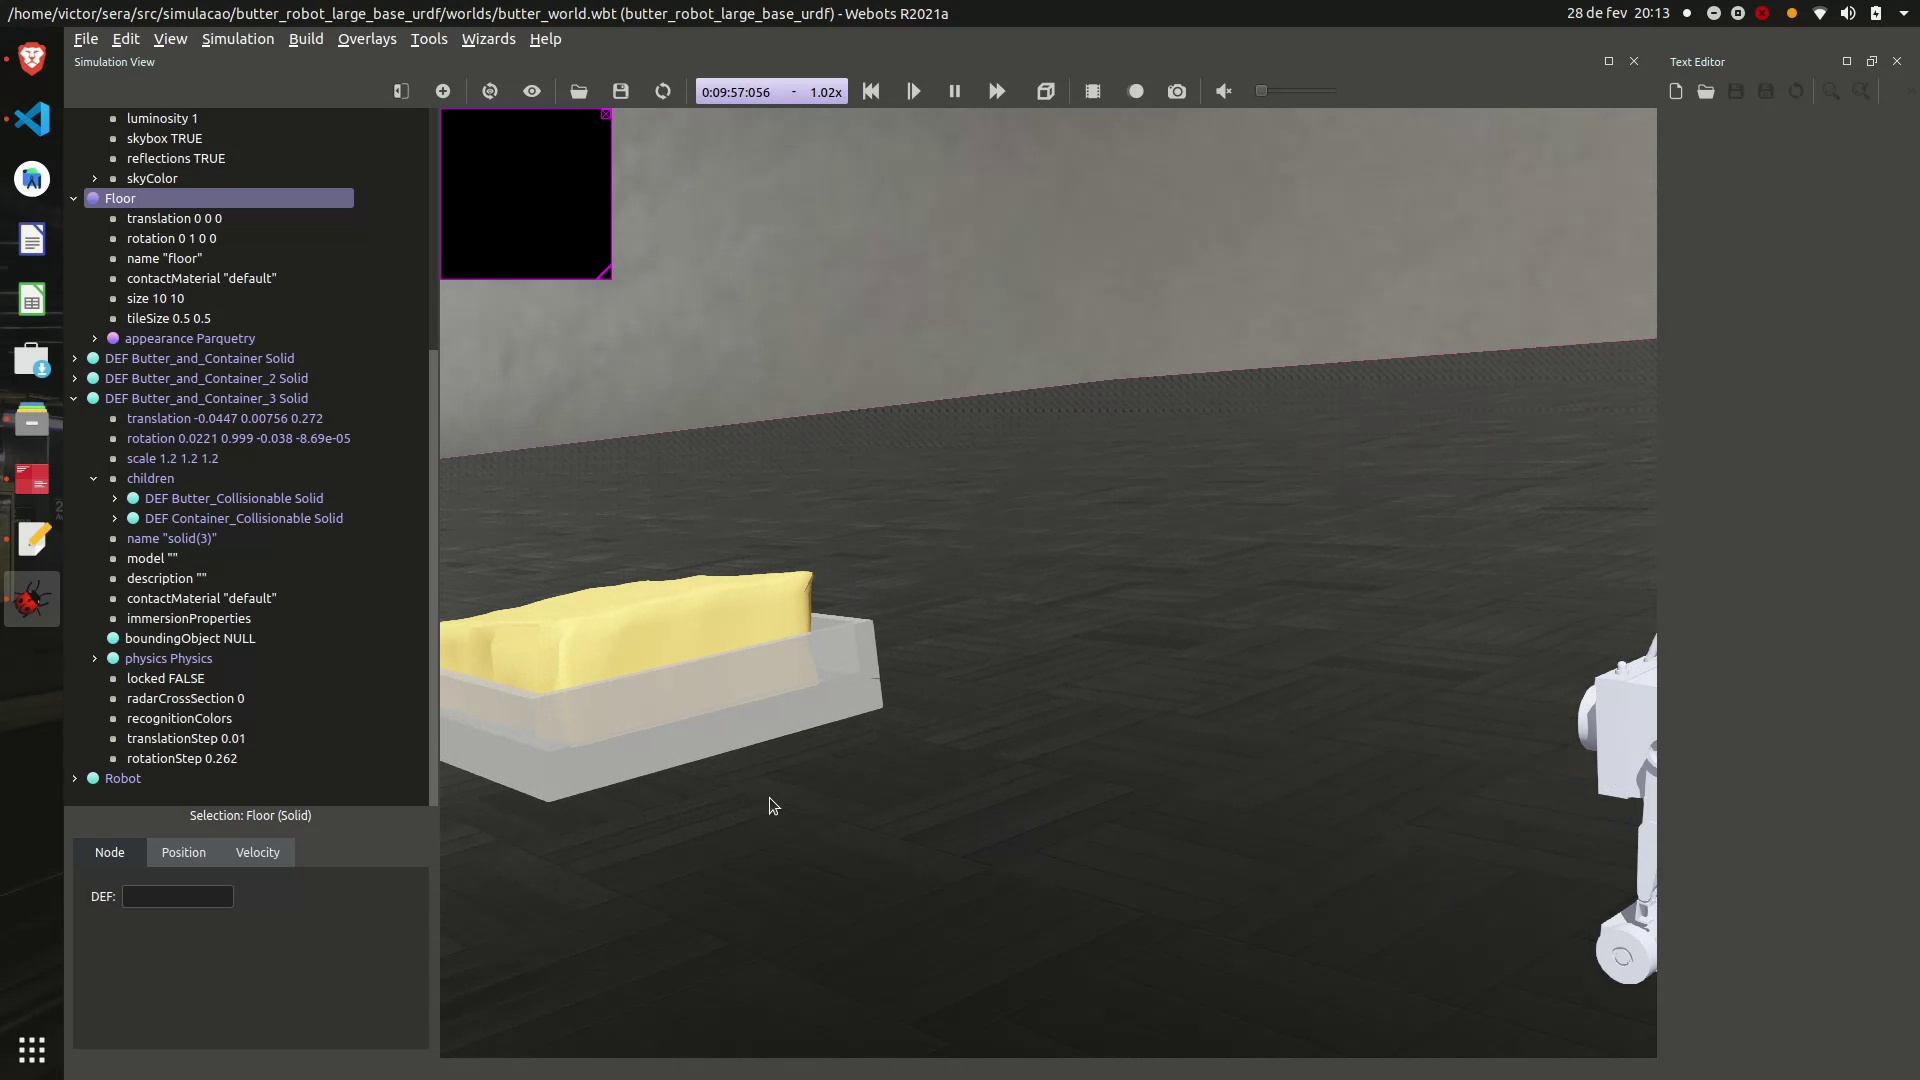 /home/victor/sera/src/simulacao/butter_robot_large_base_urdf/worlds/butter_world.wbt (butter_robot_large_base_urdf) - Webots R2021a
28 de fev 20:13
File Edit View Simulation Build Overlays Tools Wizards Help
Simulation View
Text Editor
0:09:57:056 - 1.02x
luminosity 1
skybox TRUE
reflections TRUE
skyColor
Floor
translation 0 0 0
rotation 0 1 0 0
name "floor"
contactMaterial "default"
size 10 10
tileSize 0.5 0.5
appearance Parquetry
DEF Butter_and_Container Solid
DEF Butter_and_Container_2 Solid
DEF Butter_and_Container_3 Solid
translation -0.0447 0.00756 0.272
rotation 0.0221 0.999 -0.038 -8.69e-05
scale 1.2 1.2 1.2
children
DEF Butter_Collisionable Solid
DEF Container_Collisionable Solid
name "solid(3)"
model ""
description ""
contactMaterial "default"
immersionProperties
boundingObject NULL
physics Physics
locked FALSE
radarCrossSection 0
recognitionColors
translationStep 0.01
rotationStep 0.262
Robot
Selection: Floor (Solid)
Node Position Velocity
DEF: